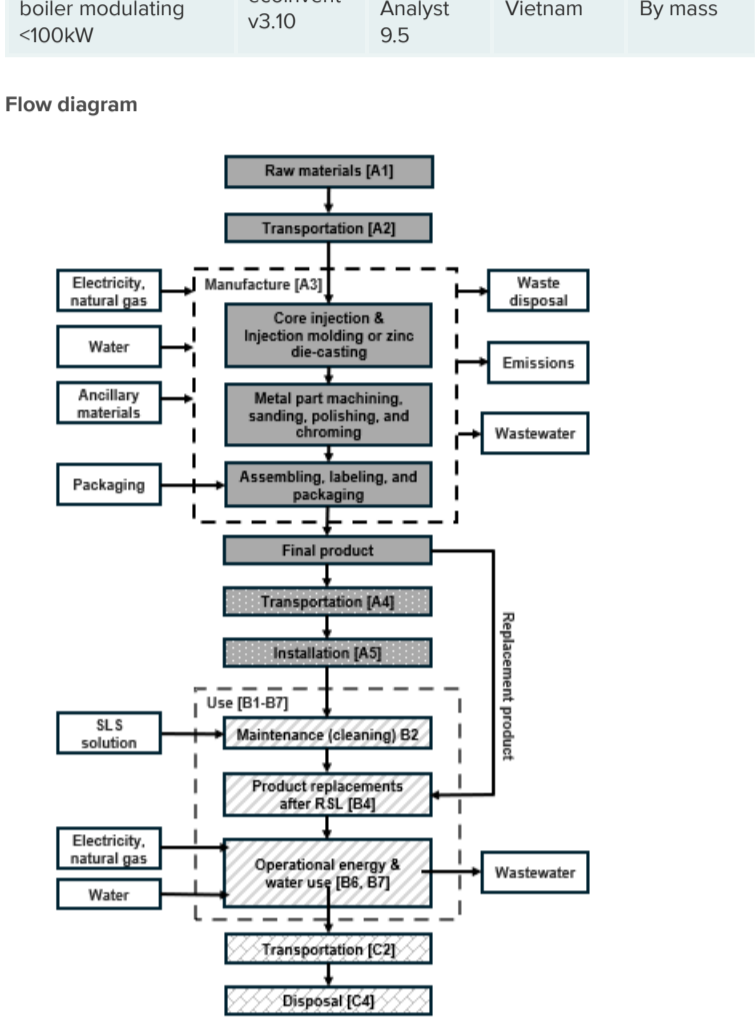 boiler modulating
<100kW
v3.10
Analyst
9.5
Vietnam
By mass
Flow diagram
Raw materials [A1]
Transportation [A2]
Manufacture [A3]
Electricity,
natural gas
Water
Ancillary
materials
Packaging
Core injection &
Injection molding or zinc
die-casting
Metal part machining,
sanding, polishing, and
chroming
Assembling, labeling, and
packaging
Waste
disposal
Emissions
Wastewater
Final product
Transportation [A4]
Installation [A5]
Replacement product
Use [B1-B7]
SLS
solution
Maintenance (cleaning) B2
Product replacements
after RSL [B4]
Electricity,
natural gas
Water
Operational energy &
water use [B6, B7]
Wastewater
Transportation [C2]
Disposal [C4]